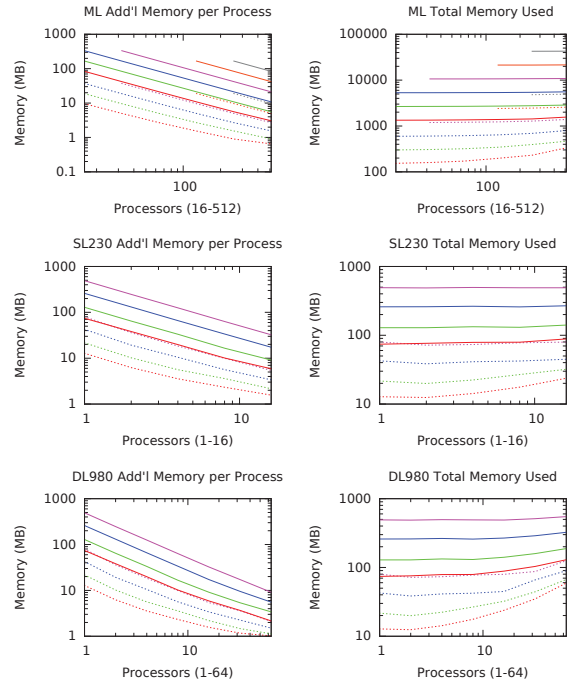 ML Add'l Memory per Process
Memory (MB)
1000
100
10
1
0.1
100
Processors (16-512)
ML Total Memory Used
Memory (MB)
100000
10000
1000
100
100
Processors (16-512)
SL230 Add'l Memory per Process
Memory (MB)
1000
100
10
1
1
10
Processors (1-16)
SL230 Total Memory Used
Memory (MB)
1000
100
10
1
10
Processors (1-16)
DL980 Add'l Memory per Process
Memory (MB)
1000
100
10
1
1
10
Processors (1-64)
DL980 Total Memory Used
Memory (MB)
1000
100
10
1
10
Processors (1-64)